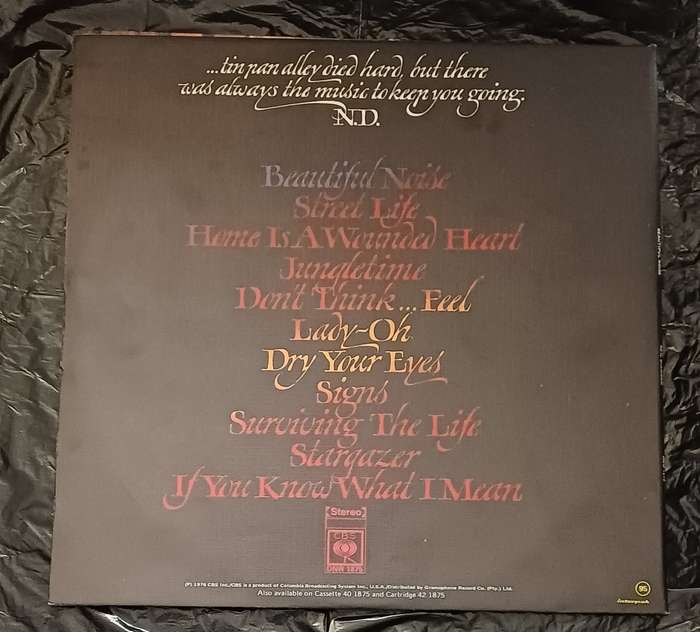 ...tin pan alley died hard, but there
was always the music to keep you going.
N.D.
Beautiful Noise
Street Life
Home Is A Wounded Heart
Jungletime
Don't Think...Feel
Lady-Oh
Dry Your Eyes
Signs
Surviving The Life
Stargazer
If You Know What I Mean
Stereo
CBS
DNW 1875
(P) 1976 CBS Inc./CBS is a product of Columbia Broadcasting System Inc., U.S.A./Distributed by Gramophone Record Co. (Pty.) Ltd.
Also available on Cassette 40 1875 and Cartridge 42 1875
95